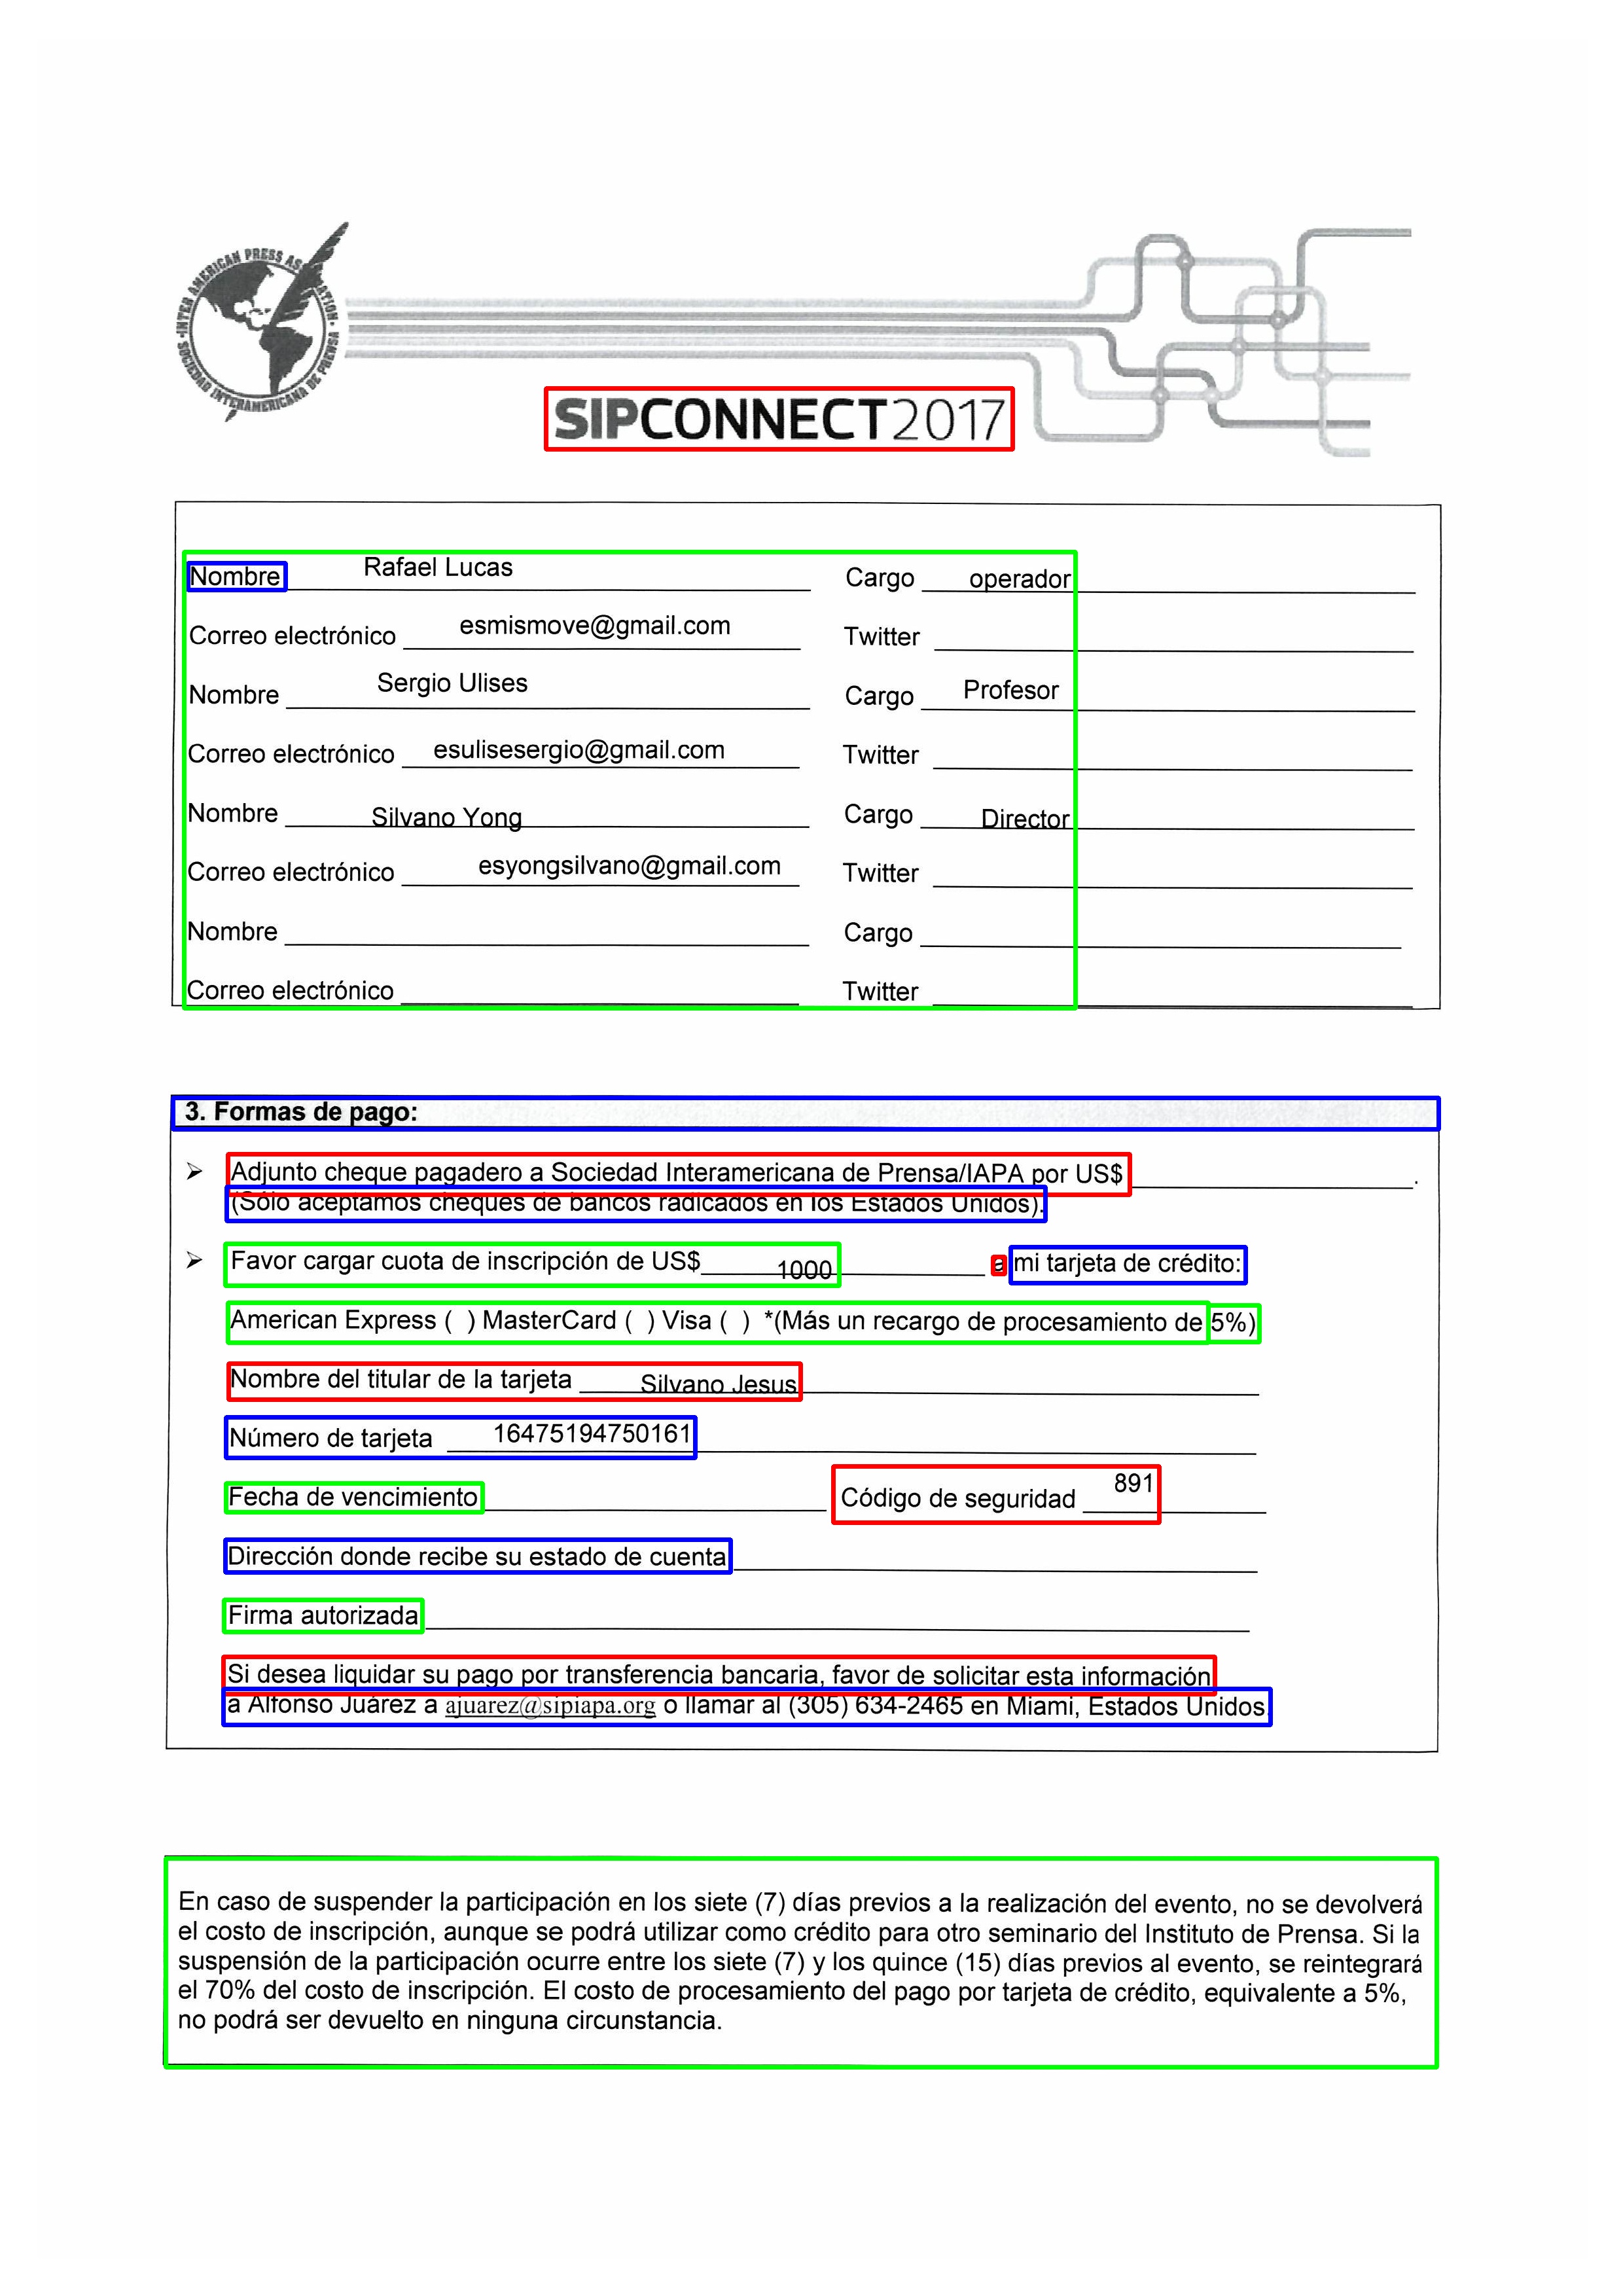 INTER AMERICAN PRESS ASSOCIATION
SOCIEDAD INTERAMERICANA DE PRENSA
SIPCONNECT2017
Nombre Rafael Lucas Cargo operador
Correo electrónico esmismove@gmail.com Twitter
Nombre Sergio Ulises Cargo Profesor
Correo electrónico esulisesergio@gmail.com Twitter
Nombre Silvano Yong Cargo Director
Correo electrónico esyongsilvano@gmail.com Twitter
Nombre Cargo
Correo electrónico Twitter
3. Formas de pago:
Adjunto cheque pagadero a Sociedad Interamericana de Prensa/IAPA por US$ .
(Sólo aceptamos cheques de bancos radicados en los Estados Unidos).
Favor cargar cuota de inscripción de US$ 1000 a mi tarjeta de crédito:
American Express ( ) MasterCard ( ) Visa ( ) *(Más un recargo de procesamiento de 5%)
Nombre del titular de la tarjeta Silvano Jesus
Número de tarjeta 16475194750161
Fecha de vencimiento Código de seguridad 891
Dirección donde recibe su estado de cuenta
Firma autorizada
Si desea liquidar su pago por transferencia bancaria, favor de solicitar esta información
a Alfonso Juárez a ajuarez@sipiapa.org o llamar al (305) 634-2465 en Miami, Estados Unidos.
En caso de suspender la participación en los siete (7) días previos a la realización del evento, no se devolverá
el costo de inscripción, aunque se podrá utilizar como crédito para otro seminario del Instituto de Prensa. Si la
suspensión de la participación ocurre entre los siete (7) y los quince (15) días previos al evento, se reintegrará
el 70% del costo de inscripción. El costo de procesamiento del pago por tarjeta de crédito, equivalente a 5%,
no podrá ser devuelto en ninguna circunstancia.